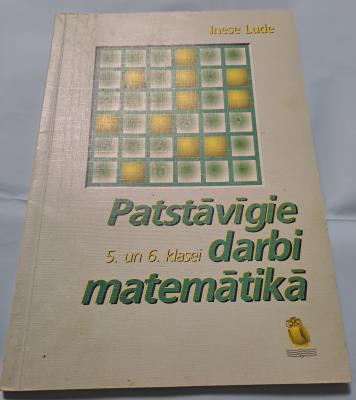 Inese Lude
Patstāvīgie
5. un 6. klasei darbi
matemātikā